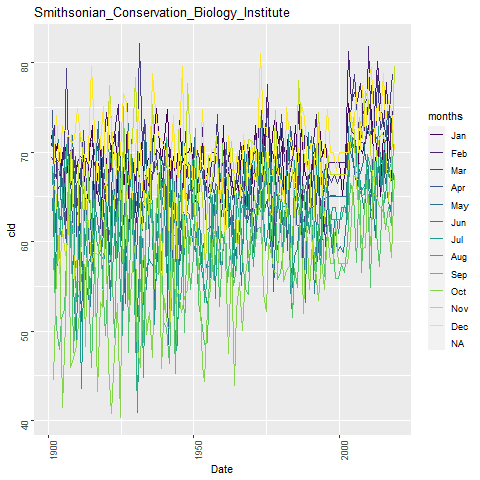 Smithsonian_Conservation_Biology_Institute
cld
80
70
60
50
40
1900
1950
2000
Date
months
Jan
Feb
Mar
Apr
May
Jun
Jul
Aug
Sep
Oct
Nov
Dec
NA